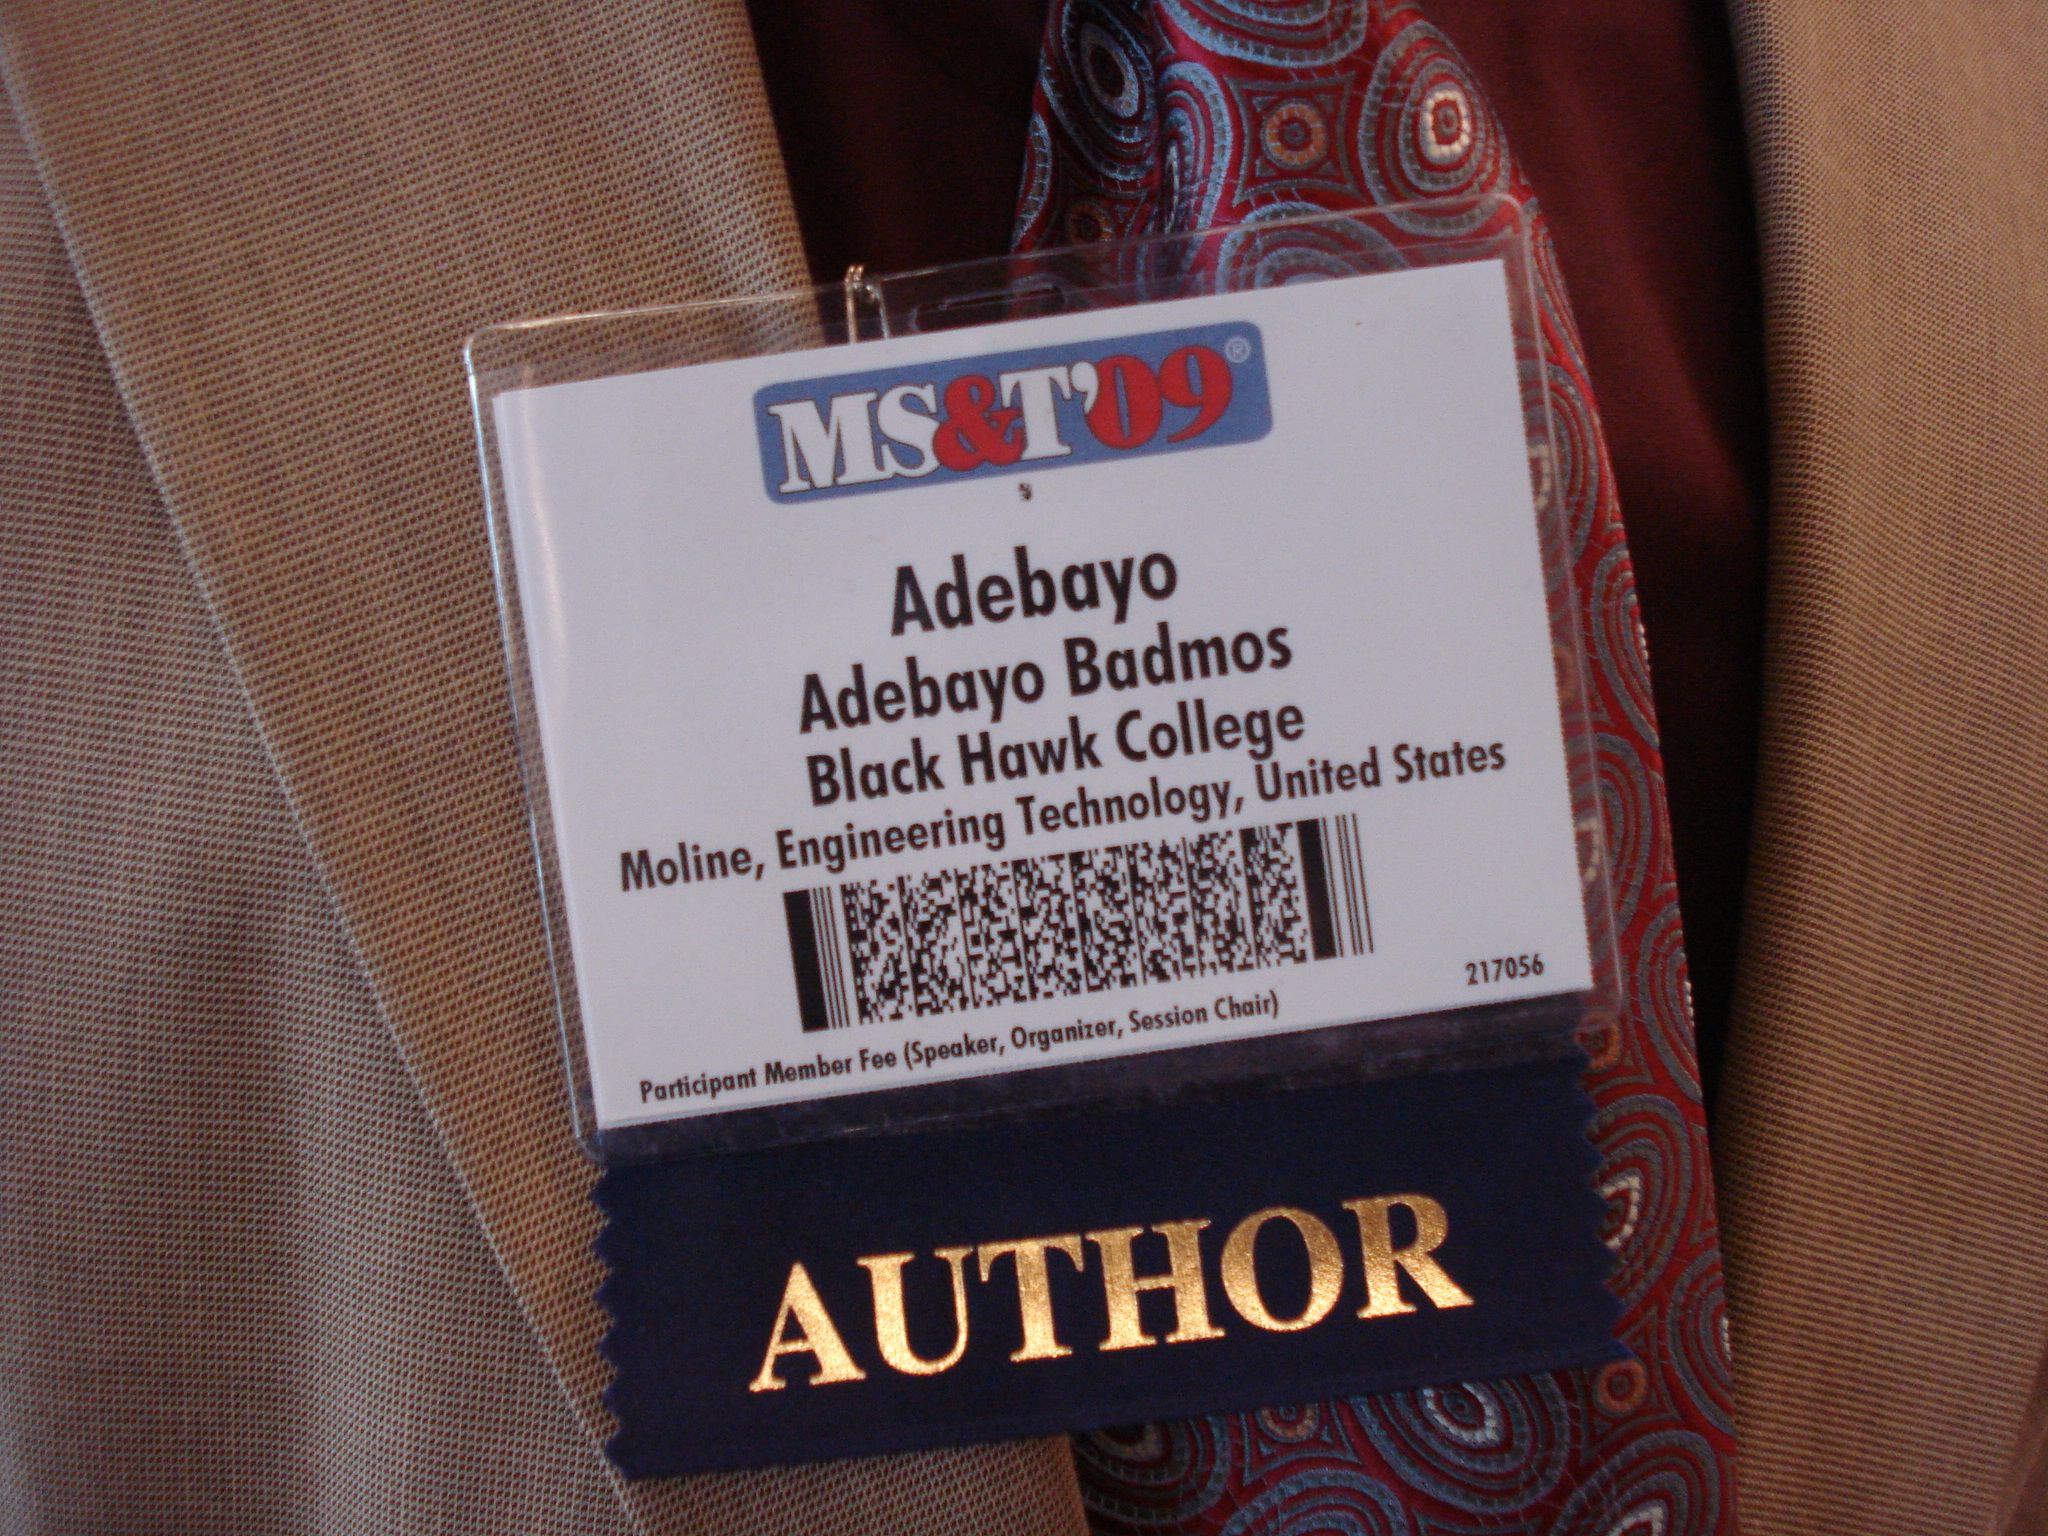 MS&T'09®
Adebayo
Adebayo Badmos
Black Hawk College
Moline, Engineering Technology, United States
217056
Participant Member Fee (Speaker, Organizer, Session Chair)
AUTHOR